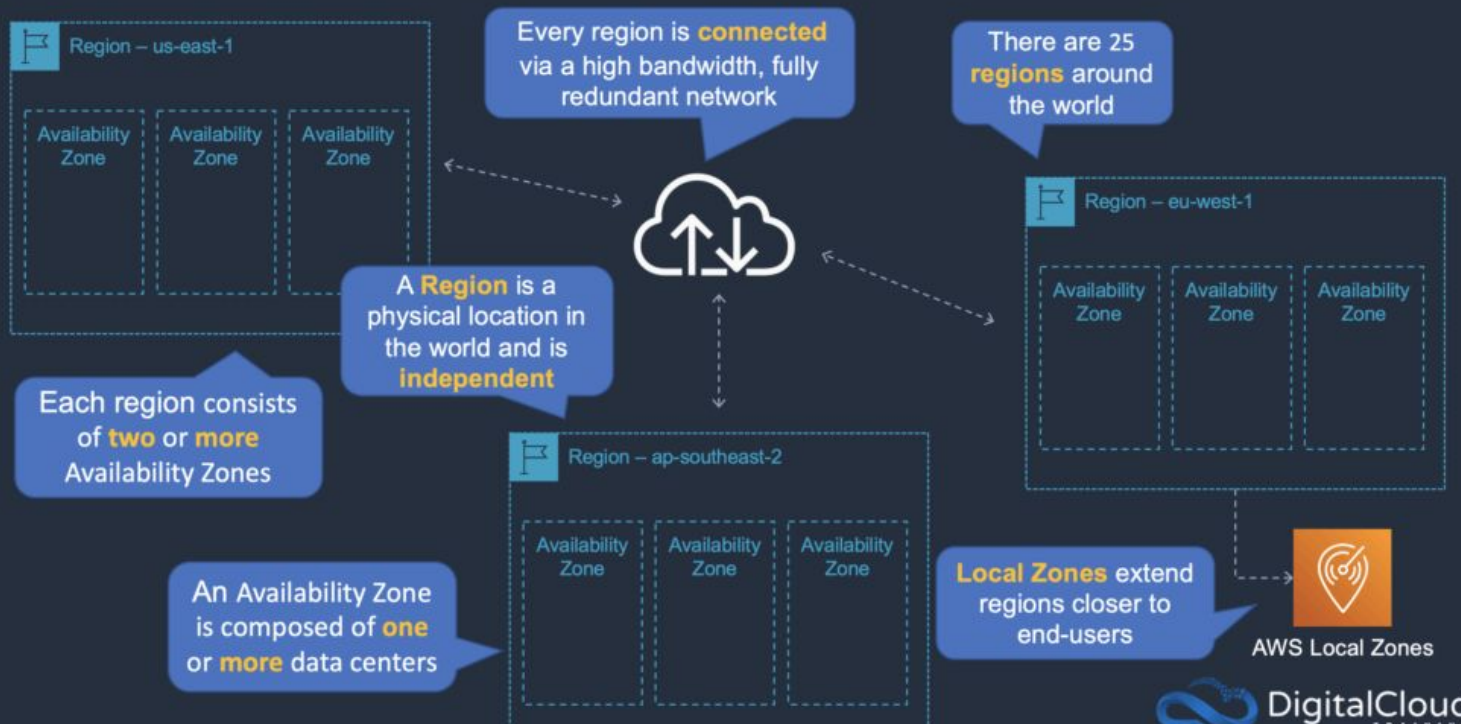 Region – us-east-1
Availability
Zone
Availability
Zone
Availability
Zone
Every region is connected
via a high bandwidth, fully
redundant network
There are 25
regions around
the world
Region – eu-west-1
Availability
Zone
Availability
Zone
Availability
Zone
A Region is a
physical location in
the world and is
independent
Each region consists
of two or more
Availability Zones
Region – ap-southeast-2
Availability
Zone
Availability
Zone
Availability
Zone
An Availability Zone
is composed of one
or more data centers
Local Zones extend
regions closer to
end-users
AWS Local Zones
DigitalCloud